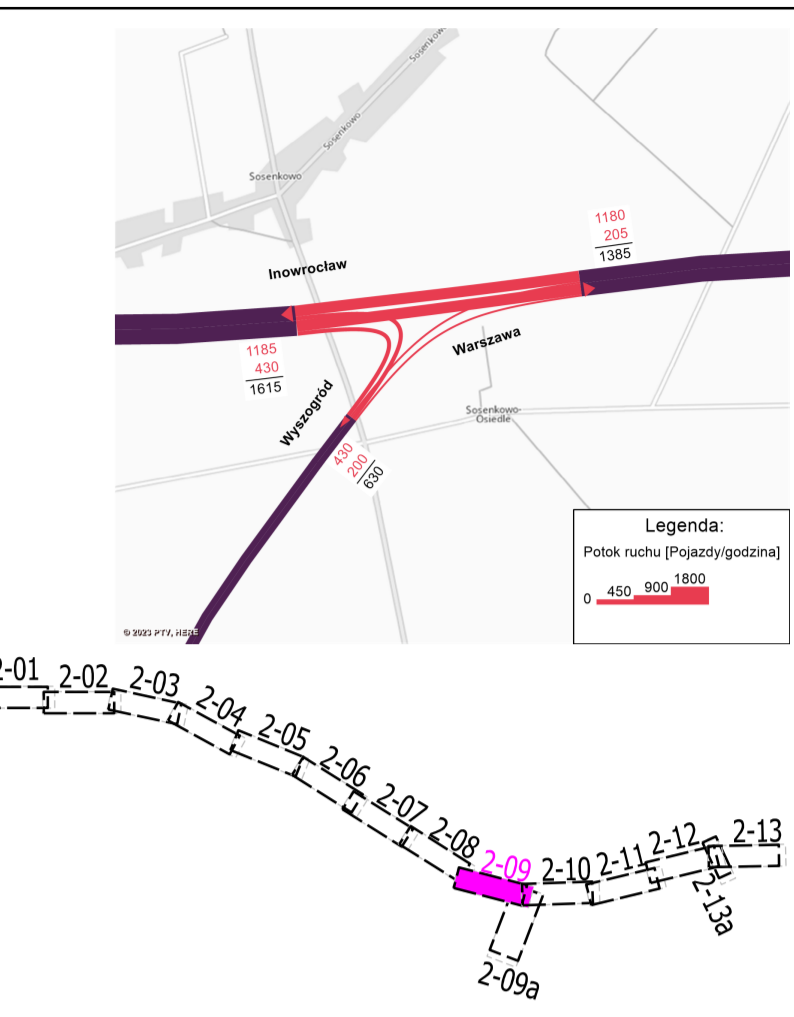 Sosenkowo
Sosenkowo
Sosenkowo
Inowrocław
1180
205
1385
Warszawa
1185
430
1615
Wyszogród
430
200
630
Sosenkowo-
Osiedle
Legenda:
Potok ruchu [Pojazdy/godzina]
0 450 900 1800
© 2023 PTV, HERE
2-02
2-03
2-04
2-05
2-06
2-07
2-08
2-09
2-10
2-11
2-12
2-13
2-13a
2-09a